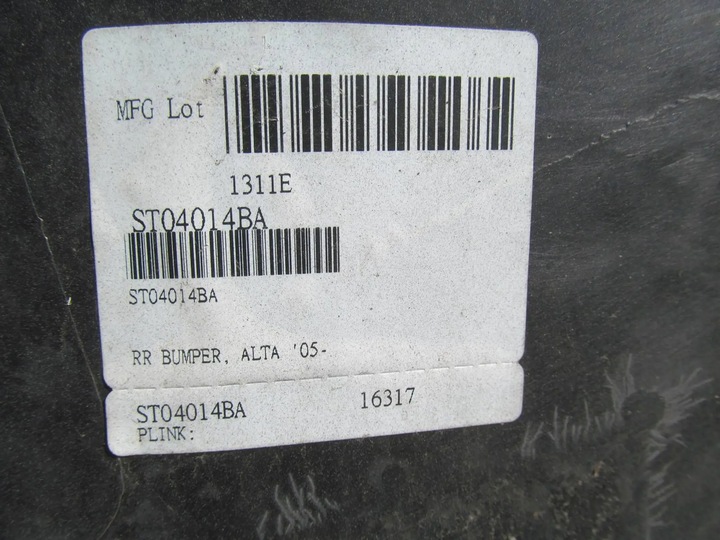 MFG Lot
1311E
ST04014BA
ST04014BA
RR BUMPER, ALTA '05-
ST04014BA 16317
PLINK: